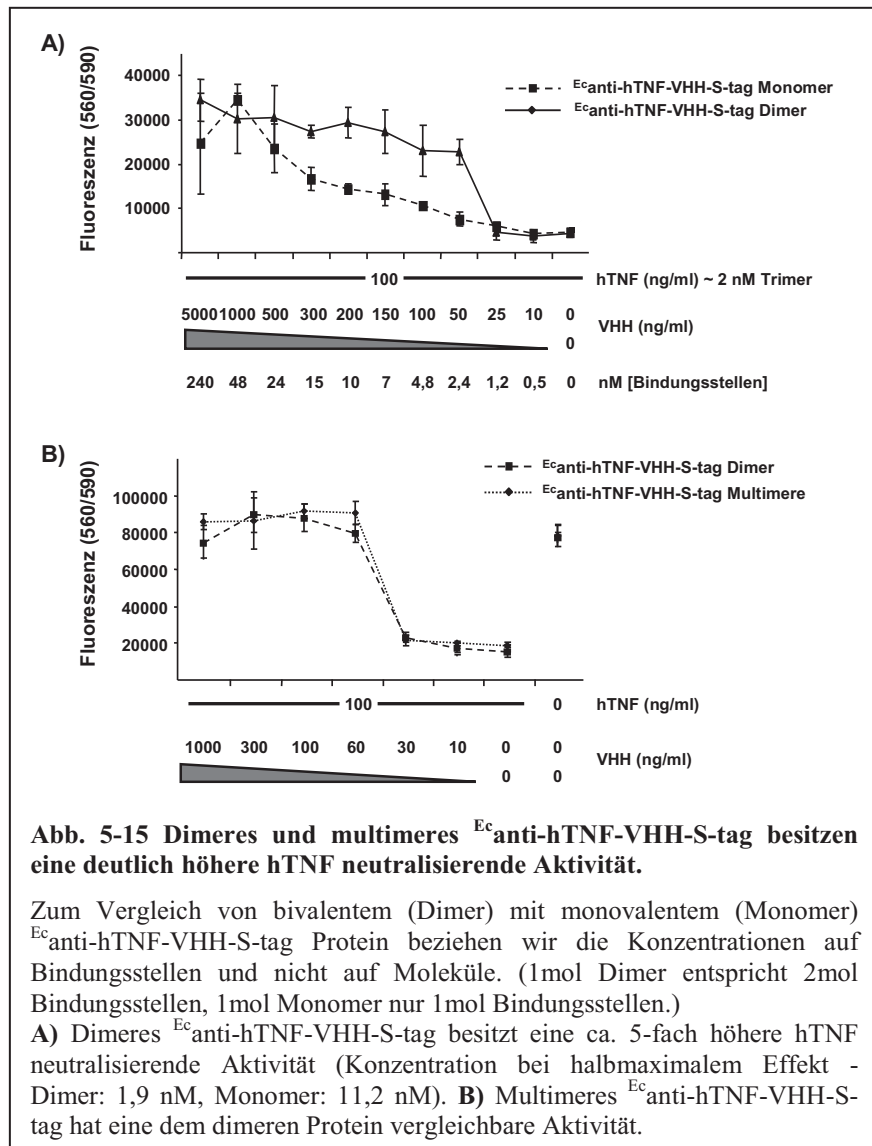 A)
40000
30000
20000
10000
Fluoreszenz (560/590)
Ecanti-hTNF-VHH-S-tag Monomer
Ecanti-hTNF-VHH-S-tag Dimer
100 hTNF (ng/ml) ~ 2 nM Trimer
5000 1000 500 300 200 150 100 50 25 10 0
VHH (ng/ml)
0
240 48 24 15 10 7 4,8 2,4 1,2 0,5 0 nM [Bindungsstellen]
B)
100000
80000
60000
40000
20000
Fluoreszenz (560/590)
Ecanti-hTNF-VHH-S-tag Dimer
Ecanti-hTNF-VHH-S-tag Multimere
100 0 hTNF (ng/ml)
1000 300 100 60 30 10 0 0
VHH (ng/ml)
0 0
Abb. 5-15 Dimeres und multimeres Ecanti-hTNF-VHH-S-tag besitzen
eine deutlich höhere hTNF neutralisierende Aktivität.
Zum Vergleich von bivalentem (Dimer) mit monovalentem (Monomer)
Ecanti-hTNF-VHH-S-tag Protein beziehen wir die Konzentrationen auf
Bindungsstellen und nicht auf Moleküle. (1mol Dimer entspricht 2mol
Bindungsstellen, 1mol Monomer nur 1mol Bindungsstellen.)
A) Dimeres Ecanti-hTNF-VHH-S-tag besitzt eine ca. 5-fach höhere hTNF
neutralisierende Aktivität (Konzentration bei halbmaximalem Effekt -
Dimer: 1,9 nM, Monomer: 11,2 nM). B) Multimeres Ecanti-hTNF-VHH-S-
tag hat eine dem dimeren Protein vergleichbare Aktivität.